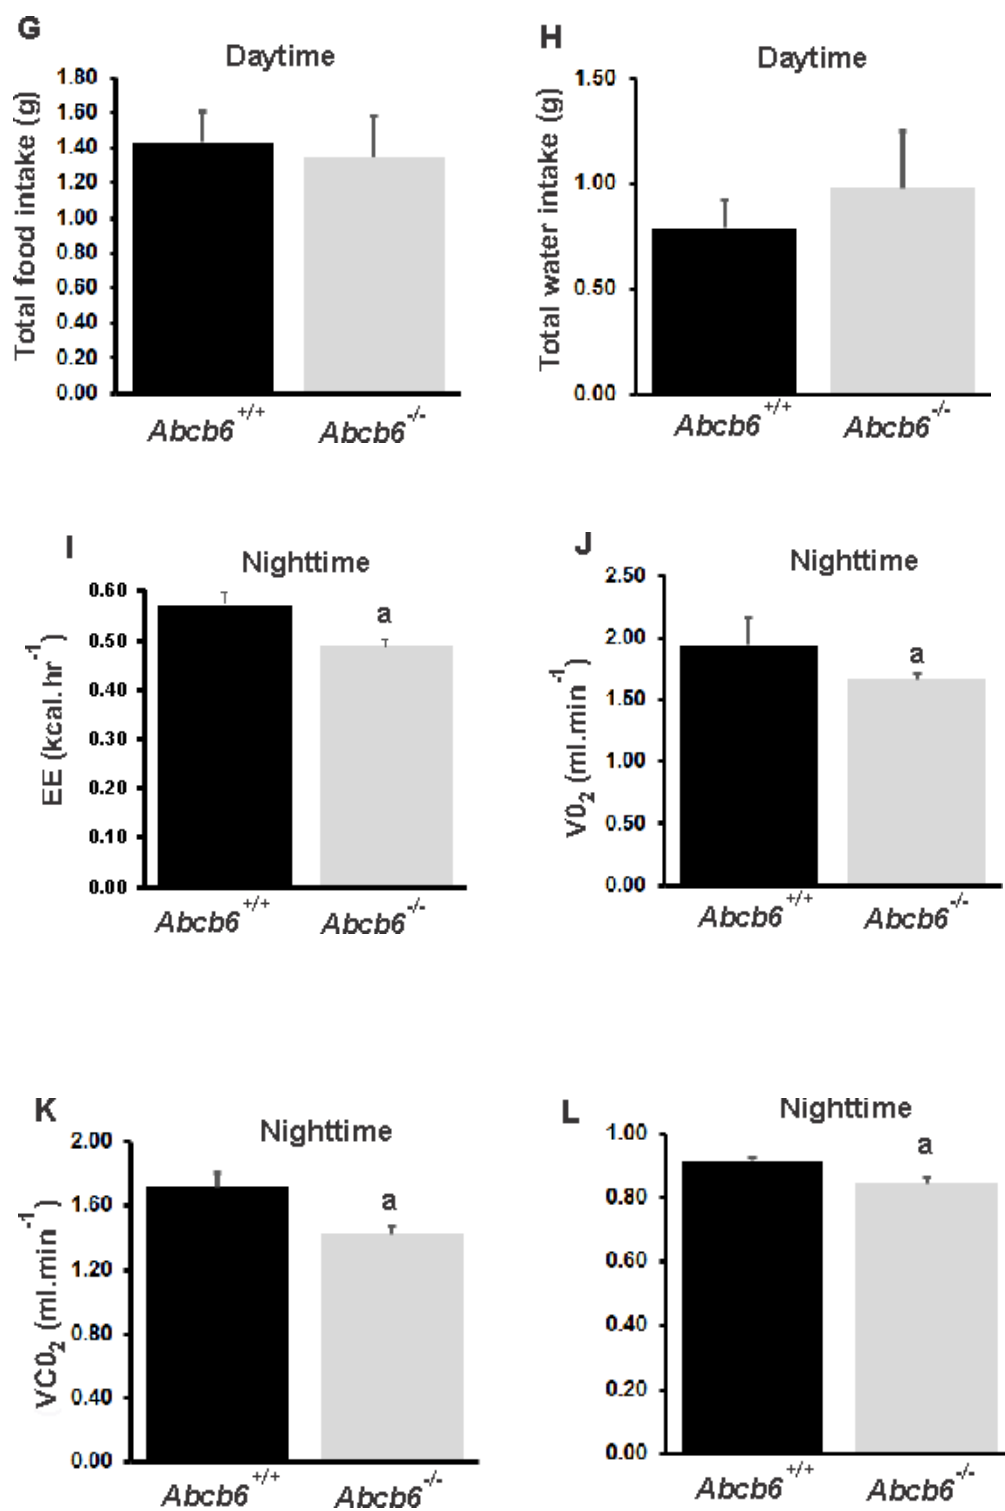 G
Daytime
Total food intake (g)
1.80
1.60
1.40
1.20
1.00
0.80
0.60
0.40
0.20
0.00
Abcb6+/+
Abcb6-/-
H
Daytime
Total water intake (g)
1.50
1.00
0.50
0.00
Abcb6+/+
Abcb6-/-
I
Nighttime
EE (kcal.hr-1)
0.60
0.50
0.40
0.30
0.20
0.10
0.00
a
Abcb6+/+
Abcb6-/-
J
Nighttime
V02 (ml.min-1)
2.50
2.00
1.50
1.00
0.50
0.00
a
Abcb6+/+
Abcb6-/-
K
Nighttime
VC02 (ml.min-1)
2.00
1.60
1.20
0.80
0.40
0.00
a
Abcb6+/+
Abcb6-/-
L
Nighttime
1.00
0.80
0.60
0.40
0.20
0.00
a
Abcb6+/+
Abcb6-/-